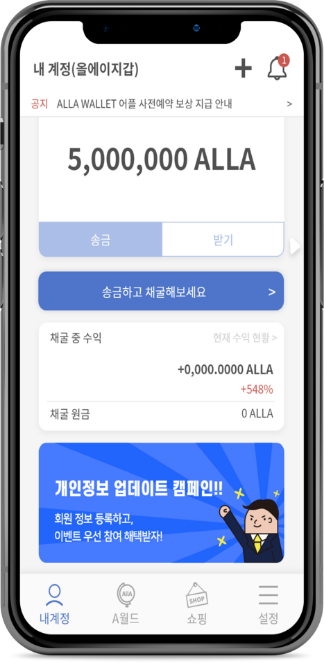 내 계정(올에이지갑)
1
공지 ALLA WALLET 어플 사전예약 보상 지급 안내 >
5,000,000 ALLA
송금 받기
송금하고 채굴해보세요 >
채굴 중 수익 현재 수익 현황 >
+0,000.0000 ALLA
+548%
채굴 원금 0 ALLA
개인정보 업데이트 캠페인!!
회원 정보 등록하고,
이벤트 우선 참여 해택받자!
AllA SHOP
내계정 A월드 쇼핑 설정